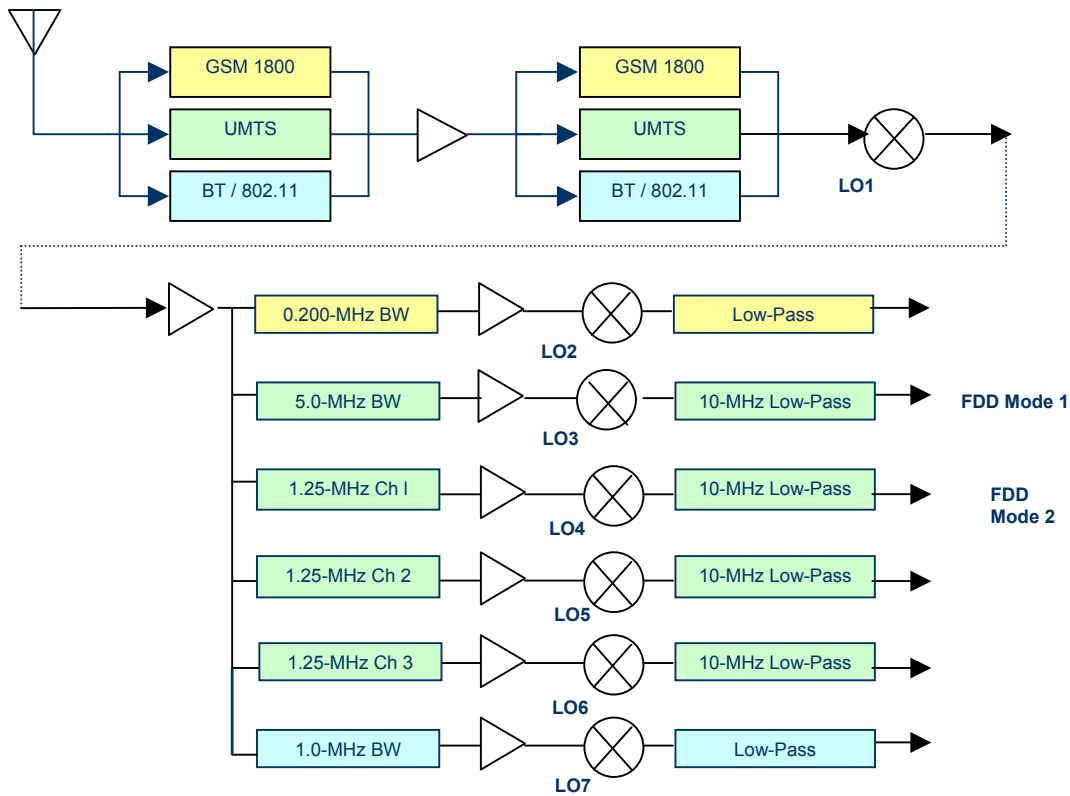 GSM 1800
GSM 1800
UMTS
UMTS
BT / 802.11
BT / 802.11
LO1
0.200-MHz BW
Low-Pass
LO2
5.0-MHz BW
10-MHz Low-Pass
FDD Mode 1
LO3
1.25-MHz Ch l
10-MHz Low-Pass
FDD
Mode 2
LO4
1.25-MHz Ch 2
10-MHz Low-Pass
LO5
1.25-MHz Ch 3
10-MHz Low-Pass
LO6
1.0-MHz BW
Low-Pass
LO7